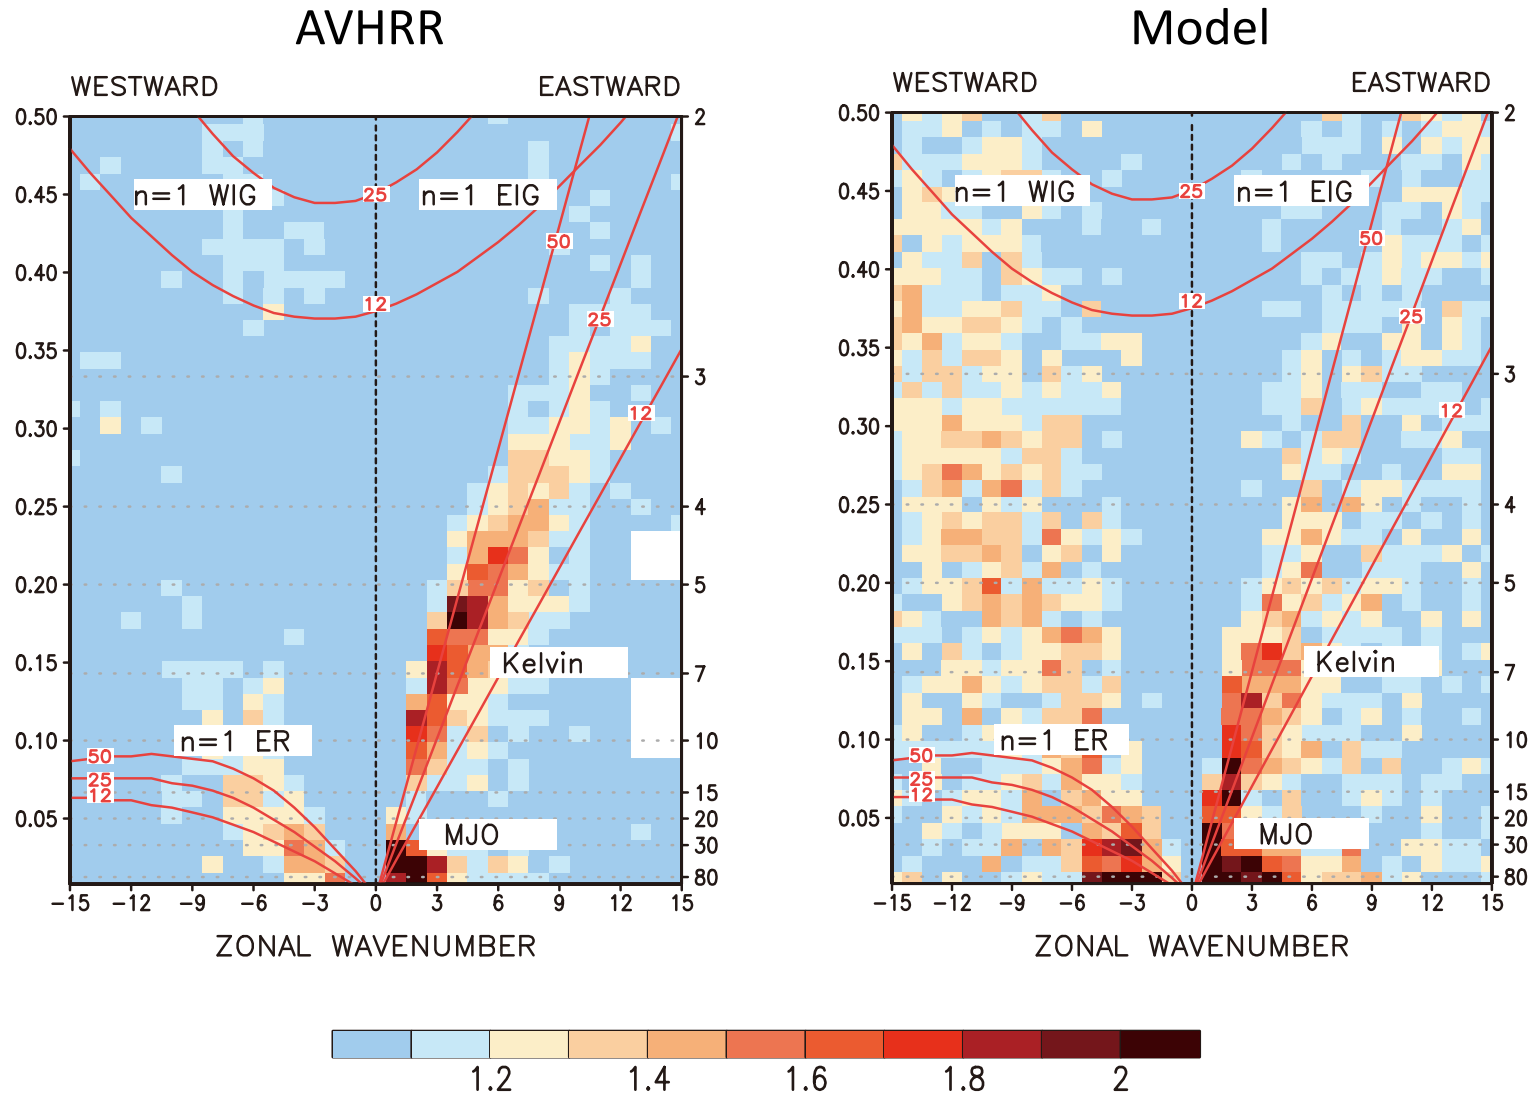 AVHRR
Model
WESTWARD EASTWARD
WESTWARD EASTWARD
0.50 2
0.45 n=1 WIG 25 n=1 EIG
50
0.40
12
25
0.35
3
12
0.30
0.25 4
0.20 5
0.15 Kelvin 7
n=1 ER
0.10 10
50
25
12
15
0.05 20
MJO
30
80
-15 -12 -9 -6 -3 0 3 6 9 12 15
ZONAL WAVENUMBER
0.50 2
0.45 n=1 WIG 25 n=1 EIG
50
0.40
12
25
0.35
3
12
0.30
0.25 4
0.20 5
0.15 Kelvin 7
n=1 ER
0.10 10
50
25
12
15
0.05 20
MJO
30
80
-15 -12 -9 -6 -3 0 3 6 9 12 15
ZONAL WAVENUMBER
1.2 1.4 1.6 1.8 2